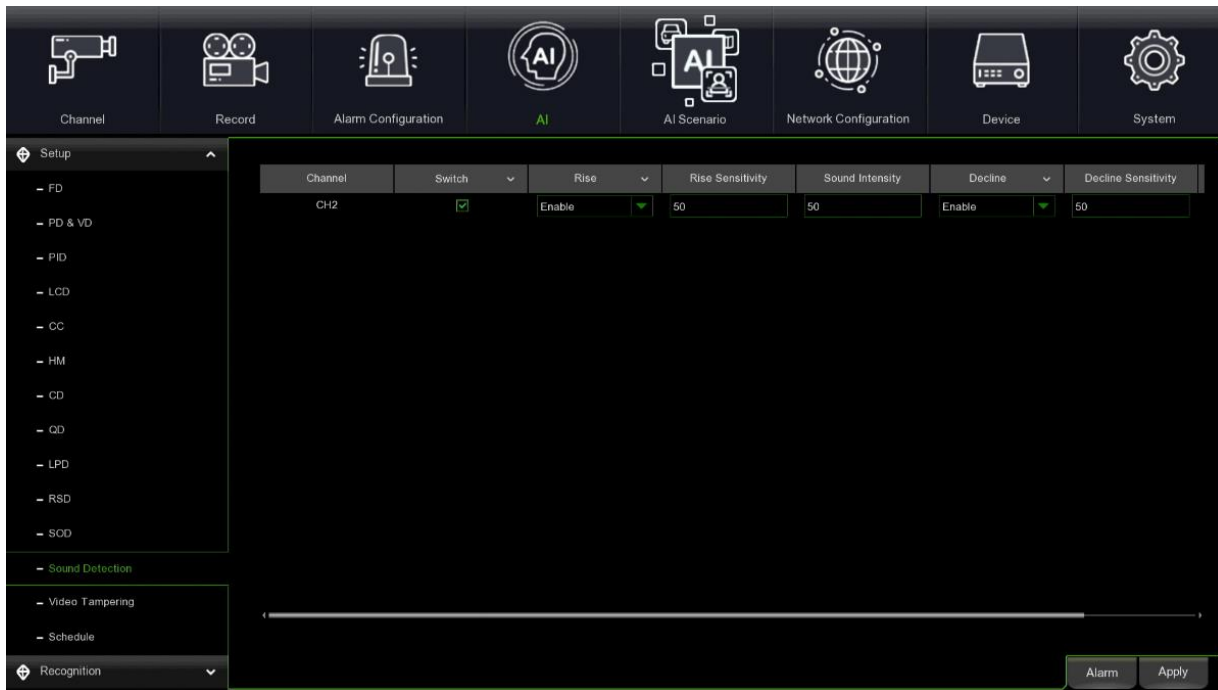 AI
AI
Channel Record Alarm Configuration AI AI Scenario Network Configuration Device System
Setup
Channel Switch Rise Rise Sensitivity Sound Intensity Decline Decline Sensitivity
CH2 Enable 50 50 Enable 50
– FD
– PD & VD
– PID
– LCD
– CC
– HM
– CD
– QD
– LPD
– RSD
– SOD
– Sound Detection
– Video Tampering
– Schedule
Recognition
Alarm Apply